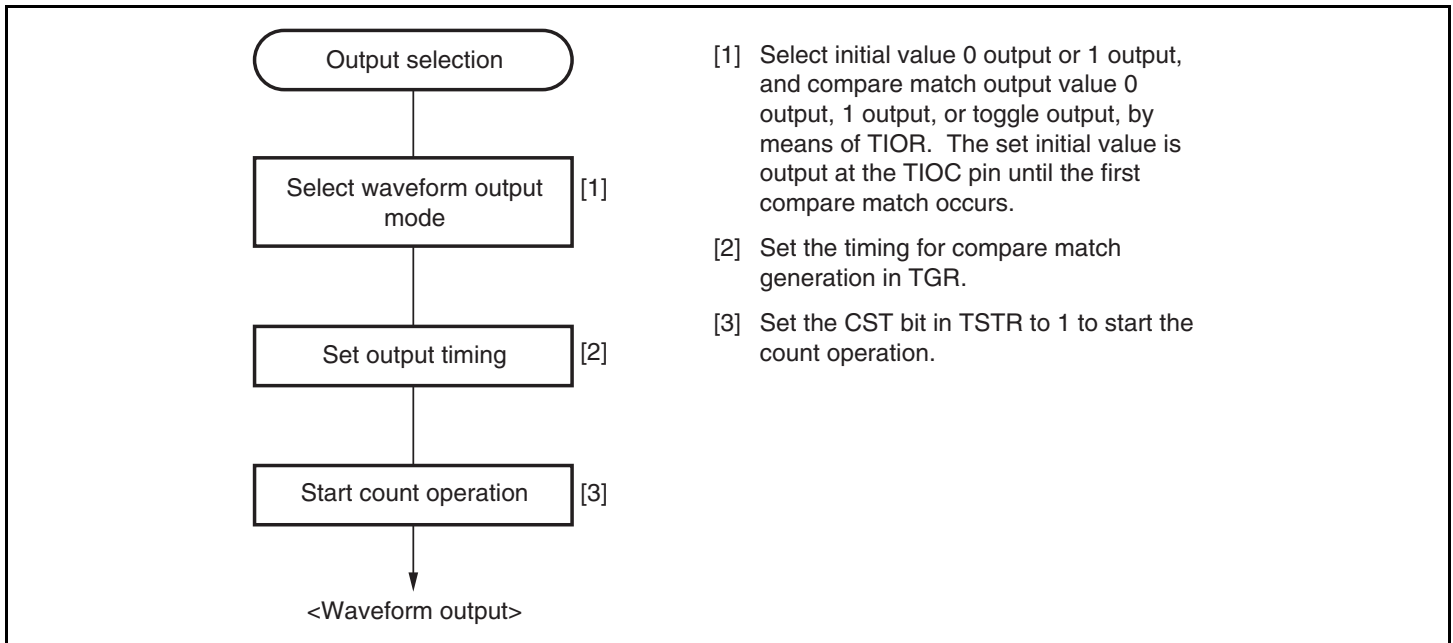 Output selection
Select waveform output
mode
[1]
Set output timing
[2]
Start count operation
[3]
<Waveform output>
[1] Select initial value 0 output or 1 output,
and compare match output value 0
output, 1 output, or toggle output, by
means of TIOR. The set initial value is
output at the TIOC pin until the first
compare match occurs.
[2] Set the timing for compare match
generation in TGR.
[3] Set the CST bit in TSTR to 1 to start the
count operation.